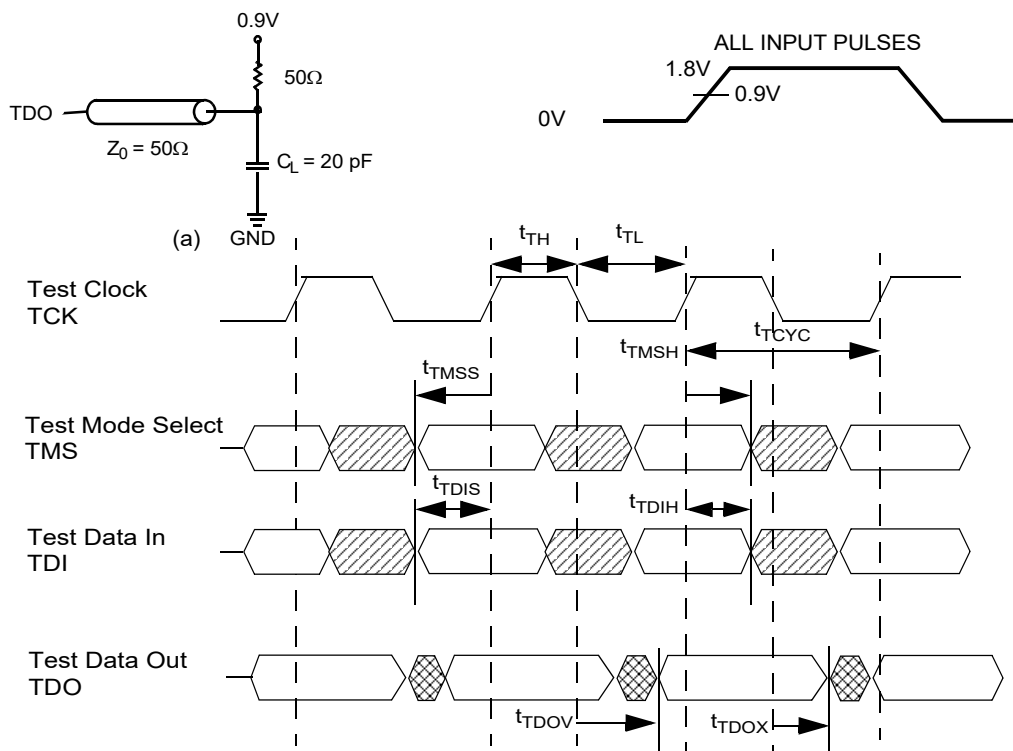 0.9V
ALL INPUT PULSES
50Ω
1.8V
0.9V
TDO
0V
Z0 = 50Ω
CL = 20 pF
(a)
GND
tTH
tTL
Test Clock
TCK
tTCYC
tTMSH
tTMSS
Test Mode Select
TMS
tTDIS
tTDIH
Test Data In
TDI
Test Data Out
TDO
tTDOV
tTDOX